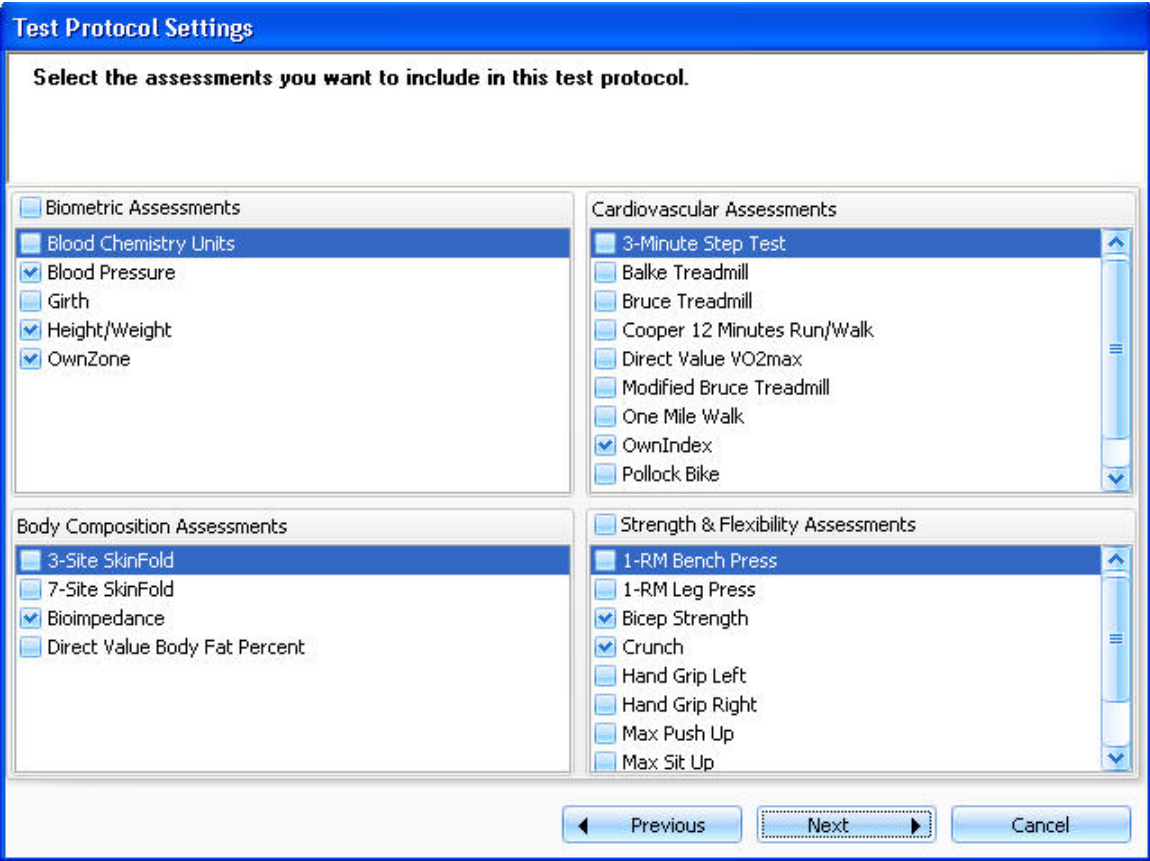 Test Protocol Settings
Select the assessments you want to include in this test protocol.
Biometric Assessments
Blood Chemistry Units
Blood Pressure
Girth
Height/Weight
OwnZone
Cardiovascular Assessments
3-Minute Step Test
Balke Treadmill
Bruce Treadmill
Cooper 12 Minutes Run/Walk
Direct Value VO2max
Modified Bruce Treadmill
One Mile Walk
OwnIndex
Pollock Bike
Body Composition Assessments
3-Site SkinFold
7-Site SkinFold
Bioimpedance
Direct Value Body Fat Percent
Strength & Flexibility Assessments
1-RM Bench Press
1-RM Leg Press
Bicep Strength
Crunch
Hand Grip Left
Hand Grip Right
Max Push Up
Max Sit Up
Previous
Next
Cancel